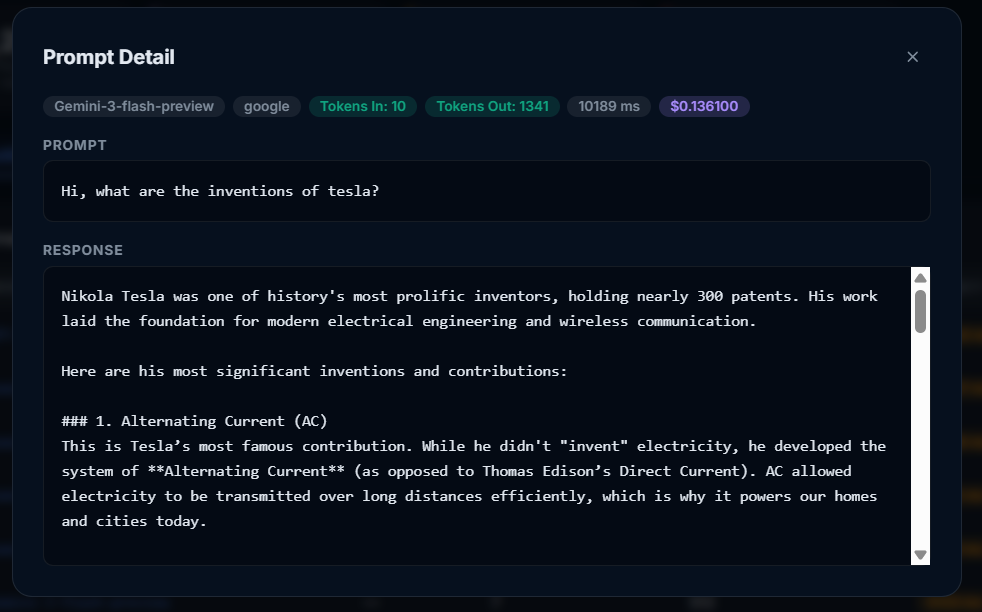 Prompt Detail
Gemini-3-flash-preview google Tokens In: 10 Tokens Out: 1341 10189 ms $0.136100
PROMPT
Hi, what are the inventions of tesla?
RESPONSE
Nikola Tesla was one of history's most prolific inventors, holding nearly 300 patents. His work
laid the foundation for modern electrical engineering and wireless communication.
Here are his most significant inventions and contributions:
### 1. Alternating Current (AC)
This is Tesla’s most famous contribution. While he didn't "invent" electricity, he developed the
system of **Alternating Current** (as opposed to Thomas Edison’s Direct Current). AC allowed
electricity to be transmitted over long distances efficiently, which is why it powers our homes
and cities today.